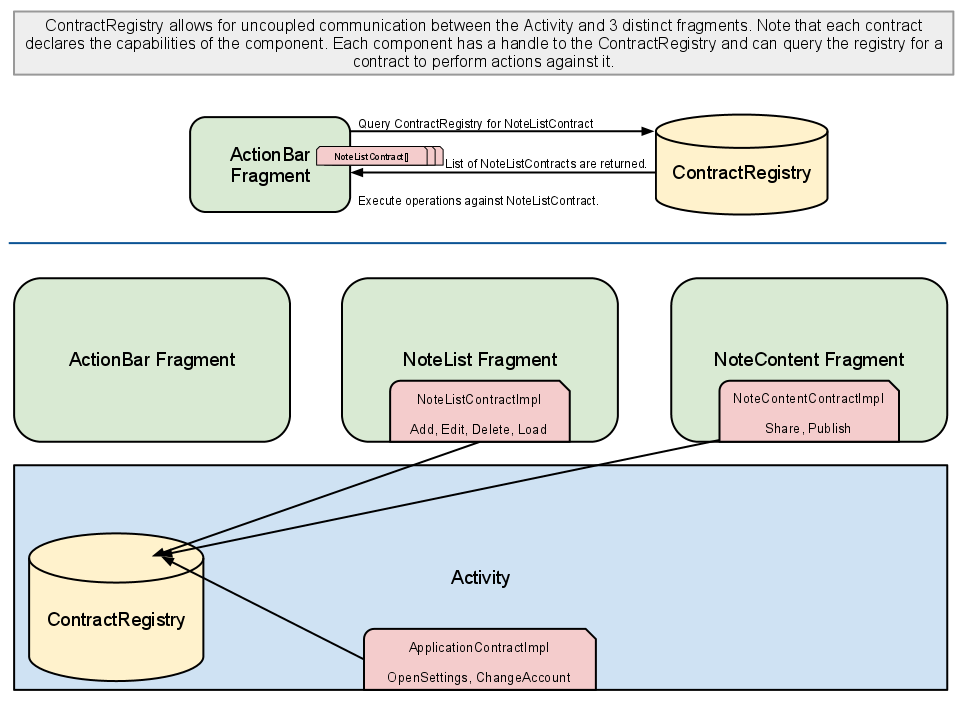 ContractRegistry allows for uncoupled communication between the Activity and 3 distinct fragments. Note that each contract
declares the capabilities of the component. Each component has a handle to the ContractRegistry and can query the registry for a
contract to perform actions against it.
Query ContractRegistry for NoteListContract
ActionBar
Fragment
NoteListContract[]
List of NoteListContracts are returned.
ContractRegistry
Execute operations against NoteListContract.
ActionBar Fragment
NoteList Fragment
NoteListContractImpl
Add, Edit, Delete, Load
NoteContent Fragment
NoteContentContractImpl
Share, Publish
Activity
ContractRegistry
ApplicationContractImpl
OpenSettings, ChangeAccount